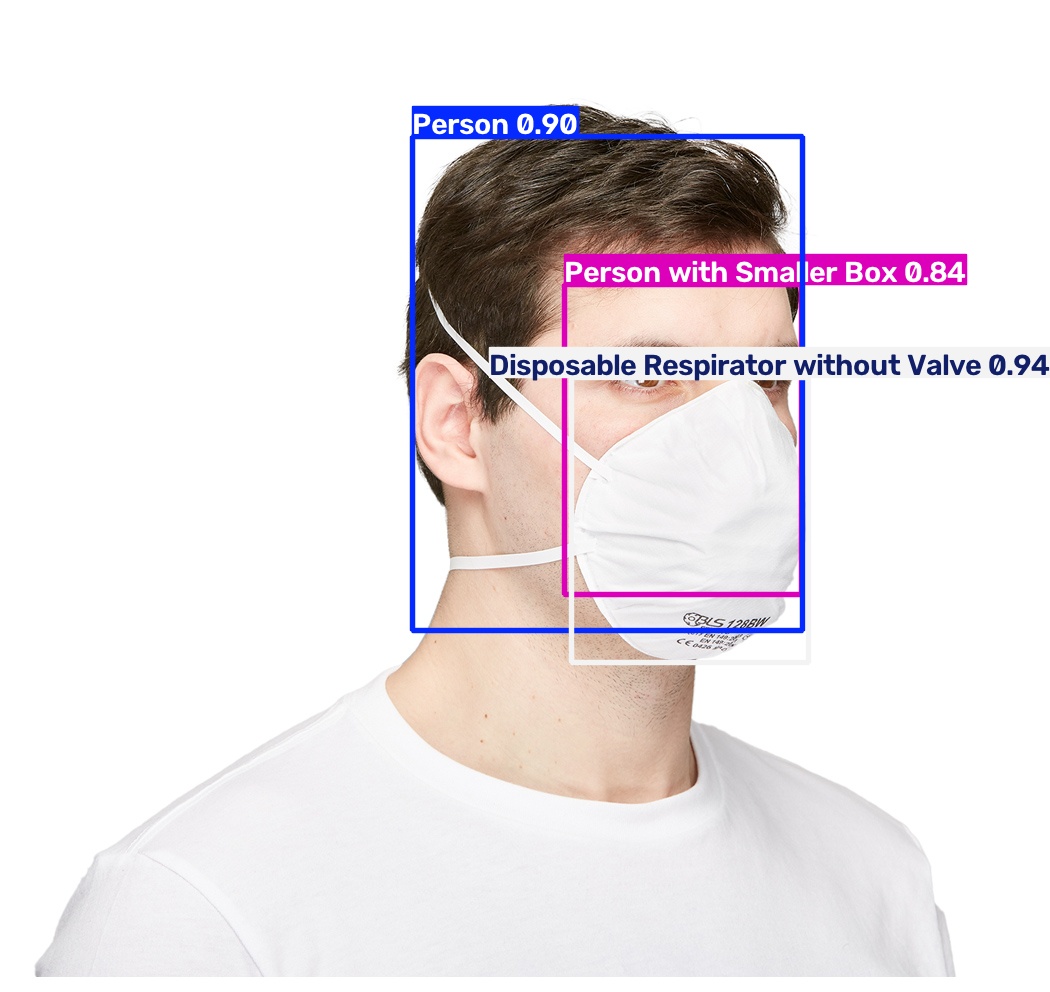 Person 0.90
Person with Smaller Box 0.84
Disposable Respirator without Valve 0.94
BLS 128BW